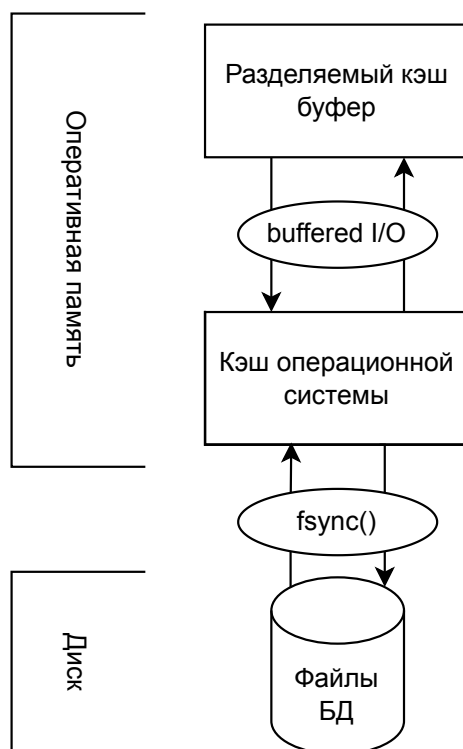 Разделяемый кэш
буфер
Оперативная память
buffered I/O
Кэш операционной
системы
fsync()
Диск
Файлы
БД